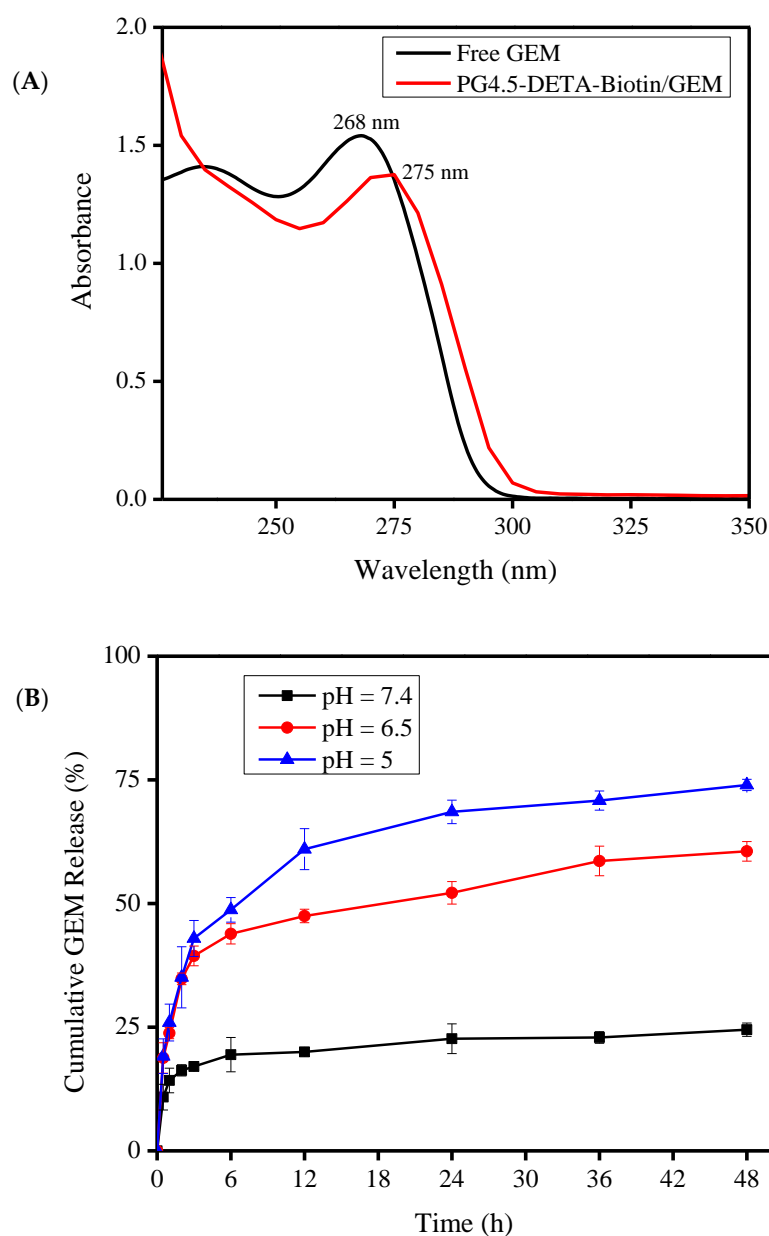 (A)
Absorbance
2.0
1.5
1.0
0.5
0.0
Free GEM
PG4.5-DETA-Biotin/GEM
268 nm
275 nm
250
275
300
325
350
Wavelength (nm)
(B)
Cumulative GEM Release (%)
100
75
50
25
0
pH = 7.4
pH = 6.5
pH = 5
0
6
12
18
24
30
36
42
48
Time (h)